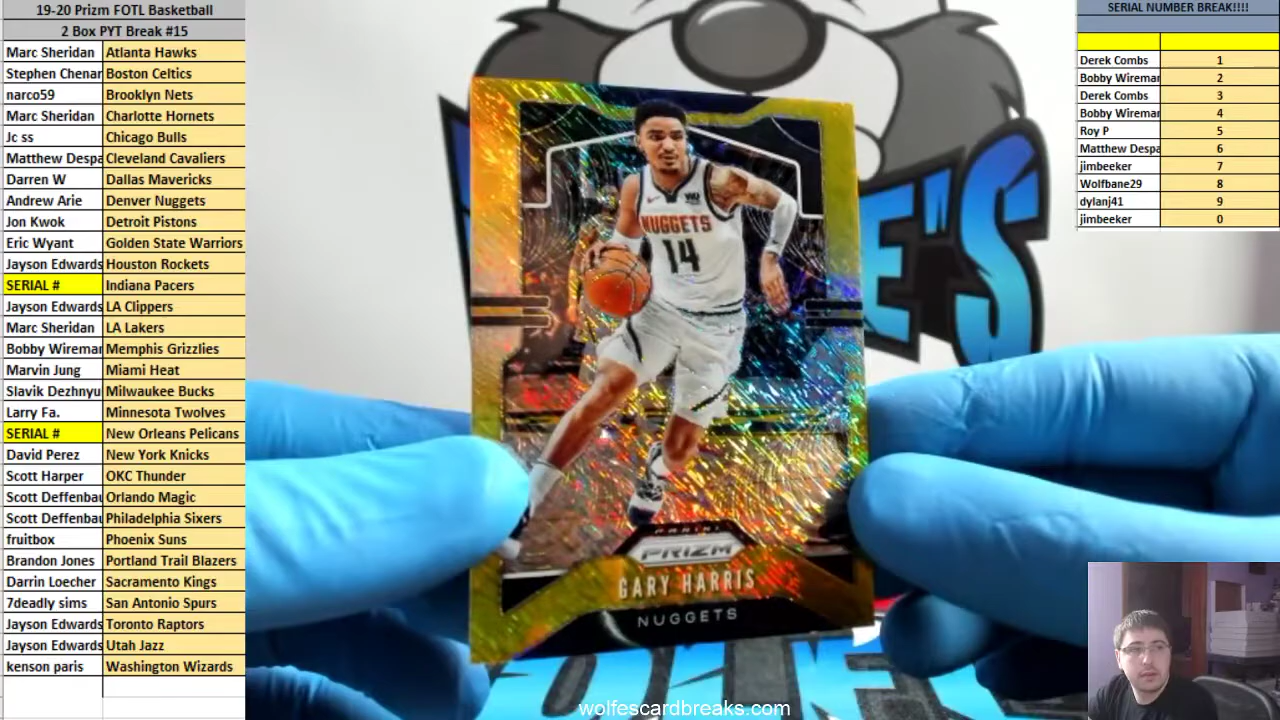 19-20 Prizm FOTL Basketball
2 Box PYT Break #15
Marc Sheridan Atlanta Hawks
Stephen Chenar Boston Celtics
narco59 Brooklyn Nets
Marc Sheridan Charlotte Hornets
Jc ss Chicago Bulls
Matthew Despa Cleveland Cavaliers
Darren W Dallas Mavericks
Andrew Arie Denver Nuggets
Jon Kwok Detroit Pistons
Eric Wyant Golden State Warriors
Jayson Edwards Houston Rockets
SERIAL # Indiana Pacers
Jayson Edwards LA Clippers
Marc Sheridan LA Lakers
Bobby Wireman Memphis Grizzlies
Marvin Jung Miami Heat
Slavik Dezhnyu Milwaukee Bucks
Larry Fa. Minnesota Twolves
SERIAL # New Orleans Pelicans
David Perez New York Knicks
Scott Harper OKC Thunder
Scott Deffenbau Orlando Magic
Scott Deffenbau Philadelphia Sixers
fruitbox Phoenix Suns
Brandon Jones Portland Trail Blazers
Darrin Loecher Sacramento Kings
7deadly sims San Antonio Spurs
Jayson Edwards Toronto Raptors
Jayson Edwards Utah Jazz
kenson paris Washington Wizards
NUGGETS
14
PANINI
PRIZM
GARY HARRIS
NUGGETS
E'S
wolfescardbreaks.com
SERIAL NUMBER BREAK!!!!
Derek Combs 1
Bobby Wireman 2
Derek Combs 3
Bobby Wireman 4
Roy P 5
Matthew Despa 6
jimbeeker 7
Wolfbane29 8
dylanj41 9
jimbeeker 0